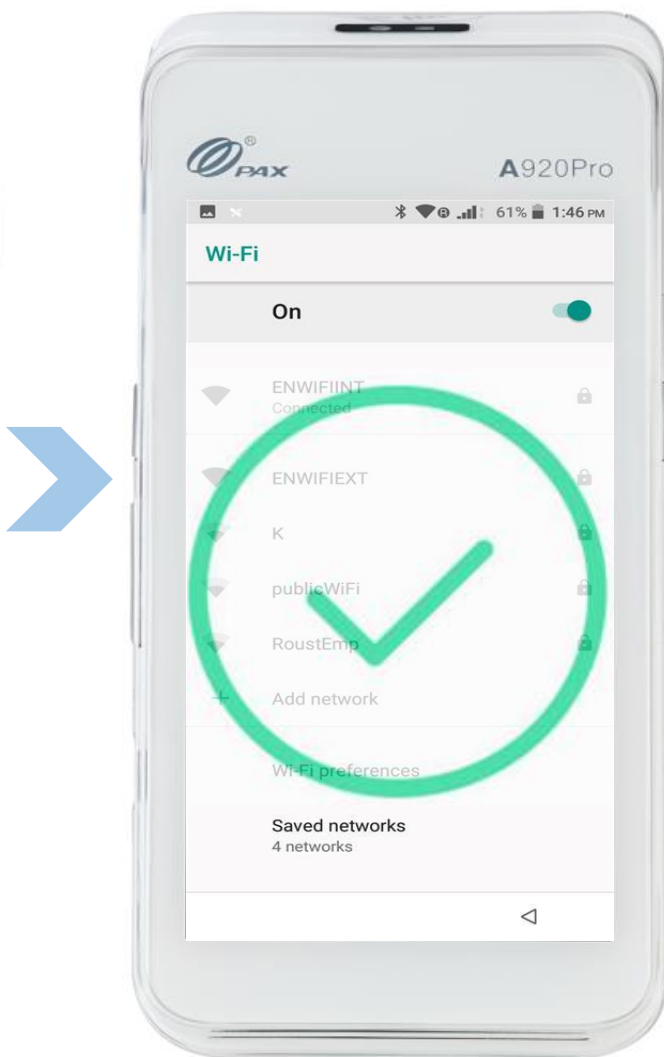 PAX
A920Pro
61% 1:46 PM
Wi-Fi
On
ENWIFIINT
Connected
ENWIFIEXT
K
publicWiFi
RoustEmp
Add network
Wi-Fi preferences
Saved networks
4 networks